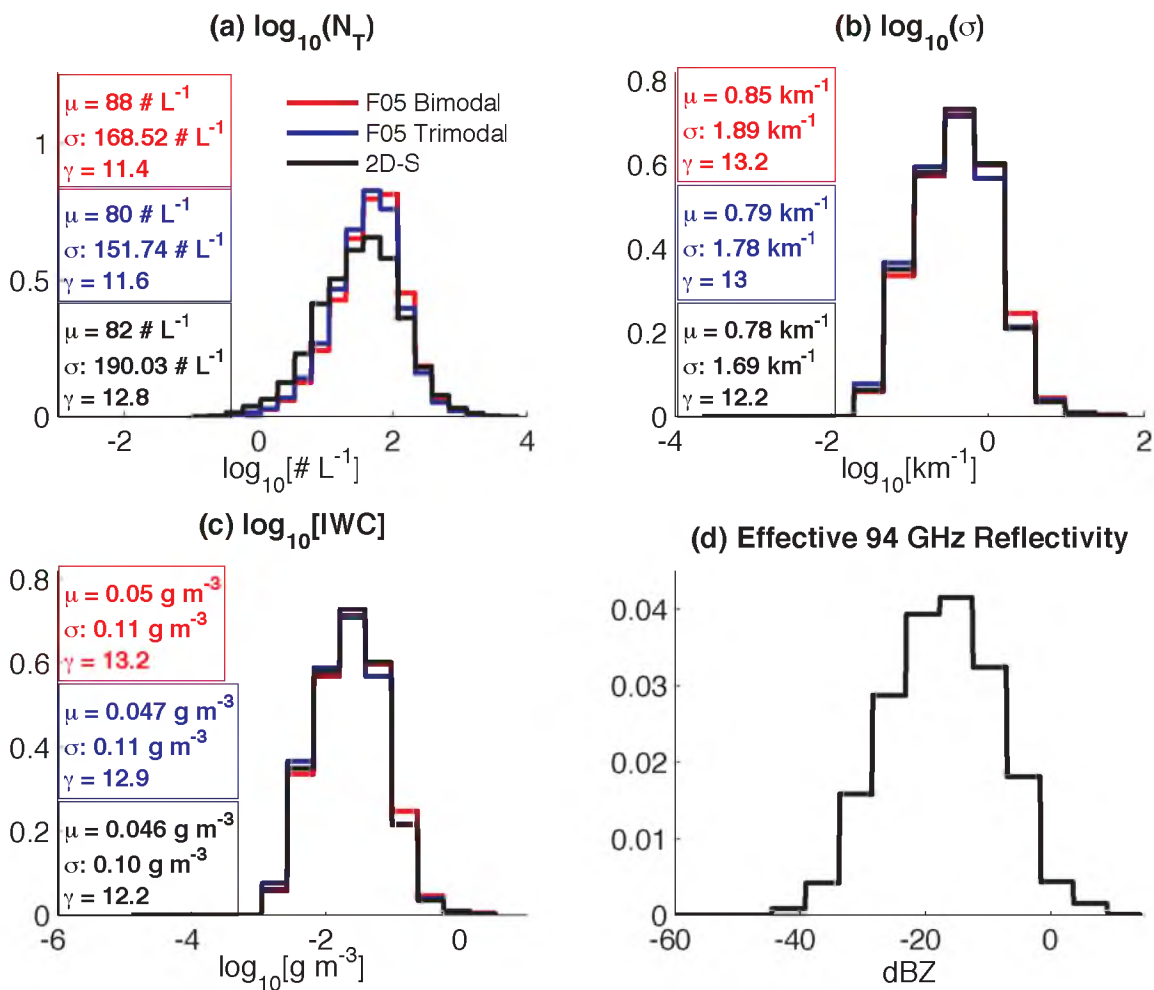 (a) log₁₀(N_T)
μ = 88 # L⁻¹
σ: 168.52 # L⁻¹
γ = 11.4
μ = 80 # L⁻¹
σ: 151.74 # L⁻¹
γ = 11.6
μ = 82 # L⁻¹
σ: 190.03 # L⁻¹
γ = 12.8
F05 Bimodal
F05 Trimodal
2D-S
1
0.5
0
-2 0 2 4
log₁₀[# L⁻¹]
(b) log₁₀(σ)
μ = 0.85 km⁻¹
σ: 1.89 km⁻¹
γ = 13.2
μ = 0.79 km⁻¹
σ: 1.78 km⁻¹
γ = 13
μ = 0.78 km⁻¹
σ: 1.69 km⁻¹
γ = 12.2
0.8
0.6
0.4
0.2
0
-4 -2 0 2
log₁₀[km⁻¹]
(c) log₁₀[IWC]
μ = 0.05 g m⁻³
σ: 0.11 g m⁻³
γ = 13.2
μ = 0.047 g m⁻³
σ: 0.11 g m⁻³
γ = 12.9
μ = 0.046 g m⁻³
σ: 0.10 g m⁻³
γ = 12.2
0.8
0.6
0.4
0.2
0
-6 -4 -2 0
log₁₀[g m⁻³]
(d) Effective 94 GHz Reflectivity
0.04
0.03
0.02
0.01
0
-60 -40 -20 0
dBZ